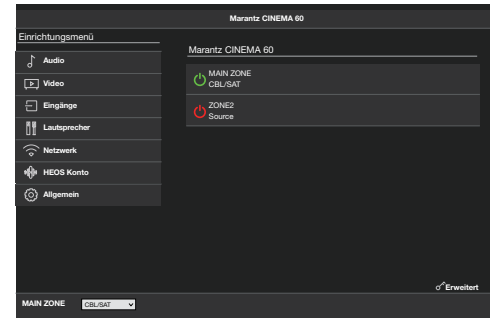 Marantz CINEMA 60
Einrichtungsmenü
Audio
Video
Eingänge
Lautsprecher
Netzwerk
HEOS Konto
Allgemein
Marantz CINEMA 60
MAIN ZONE
CBL/SAT
ZONE2
Source
Erweitert
MAIN ZONE CBL/SAT